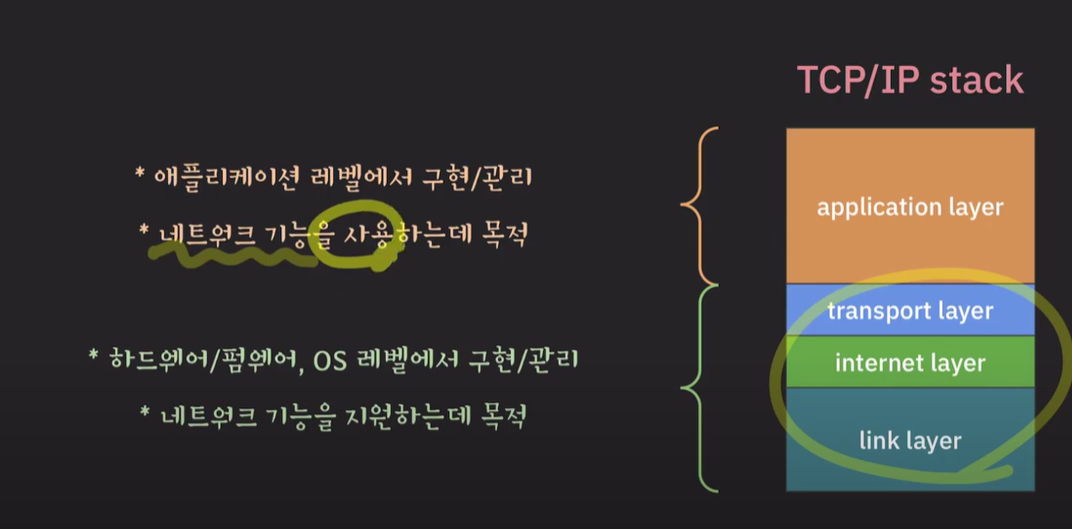 TCP/IP stack
* 애플리케이션 레벨에서 구현/관리
* 네트워크 기능을 사용하는데 목적
application layer
transport layer
* 하드웨어/펌웨어, OS 레벨에서 구현/관리
internet layer
* 네트워크 기능을 지원하는데 목적
link layer